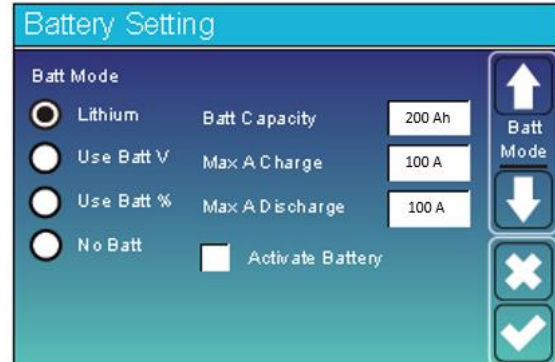 Battery Setting
Batt Mode
Lithium
Use Batt V
Use Batt %
No Batt
Batt Capacity 200 Ah
Max A Charge 100 A
Max A Discharge 100 A
Activate Battery
Batt
Mode